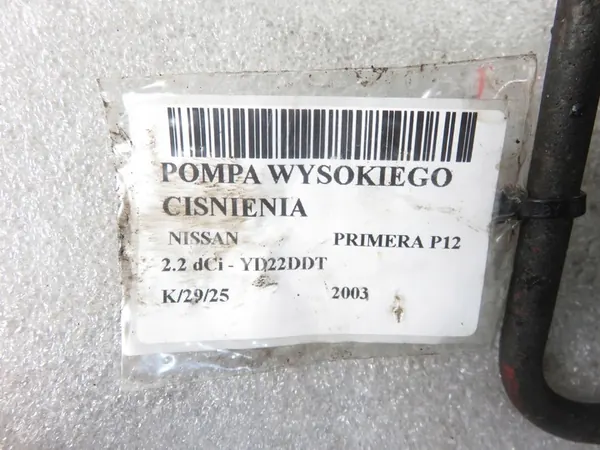 POMPA WYSOKIEGO
CISNIENIA
NISSAN PRIMERA P12
2.2 dCi - YD22DDT
K/29/25 2003